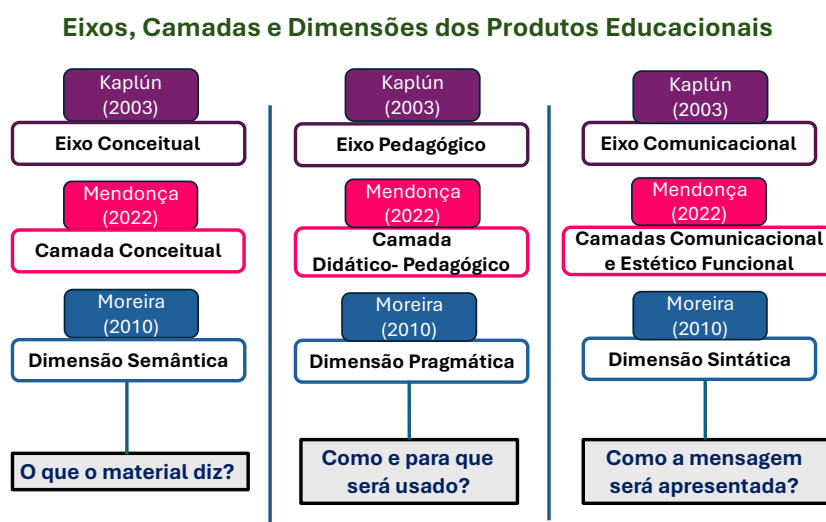 Eixos, Camadas e Dimensões dos Produtos Educacionais
Kaplún
(2003)
Eixo Conceitual
Mendonça
(2022)
Camada Conceitual
Moreira
(2010)
Dimensão Semântica
O que o material diz?
Kaplún
(2003)
Eixo Pedagógico
Mendonça
(2022)
Camada
Didático- Pedagógico
Moreira
(2010)
Dimensão Pragmática
Como e para que
será usado?
Kaplún
(2003)
Eixo Comunicacional
Mendonça
(2022)
Camadas Comunicacional
e Estético Funcional
Moreira
(2010)
Dimensão Sintática
Como a mensagem
será apresentada?